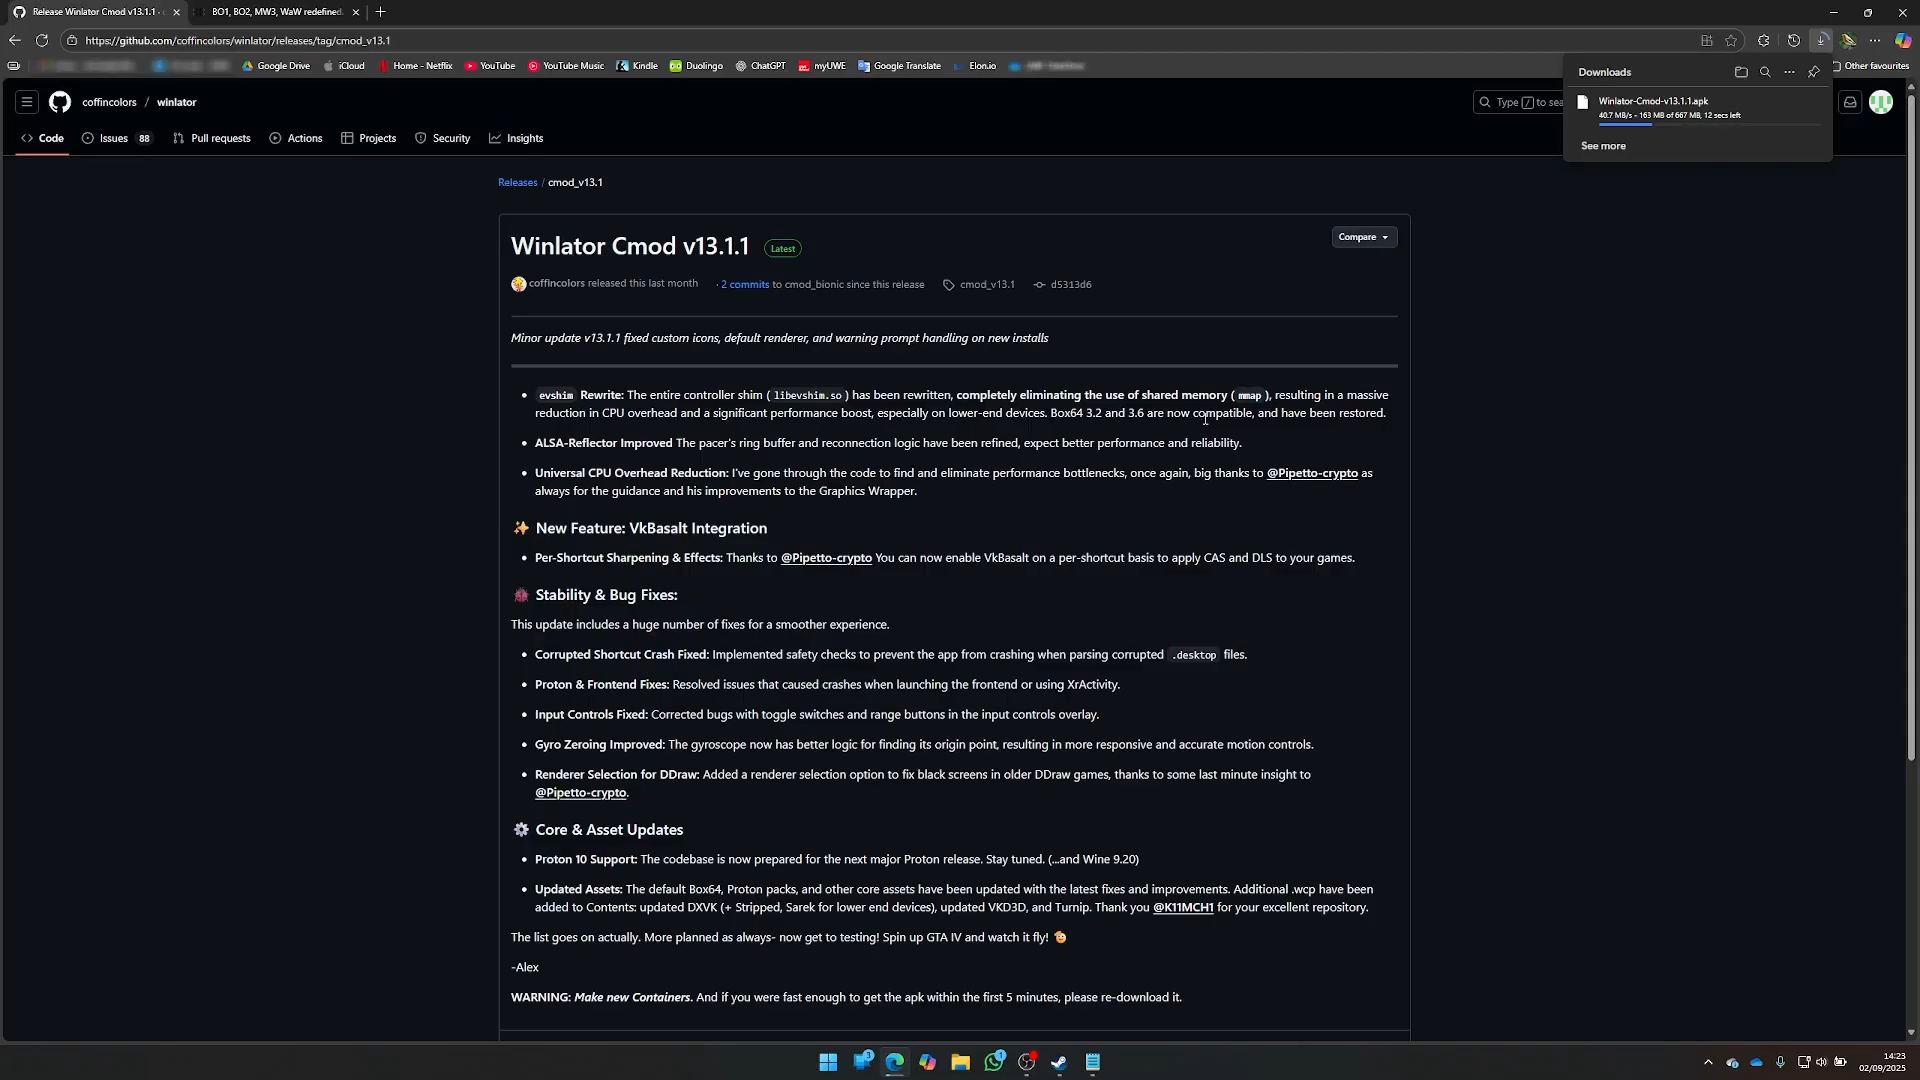 Release Winlator Cmod v13.1.1 ·
BO1, BO2, MW3, WaW redefined.
https://github.com/coffincolors/winlator/releases/tag/cmod_v13.1
Google Drive
iCloud
Home - Netflix
YouTube
YouTube Music
Kindle
Duolingo
ChatGPT
myUWE
Google Translate
Elon.io
Other favourites
Downloads
Winlator-Cmod-v13.1.1.apk
40.7 MB/s - 163 MB of 667 MB, 12 secs left
See more
coffincolors / winlator
Type / to sea
Code
Issues 88
Pull requests
Actions
Projects
Security
Insights
Releases / cmod_v13.1
Winlator Cmod v13.1.1 Latest
Compare
coffincolors released this last month · 2 commits to cmod_bionic since this release cmod_v13.1 d5313d6
Minor update v13.1.1 fixed custom icons, default renderer, and warning prompt handling on new installs
• evshim Rewrite: The entire controller shim ( libevshim.so ) has been rewritten, completely eliminating the use of shared memory ( mmap ), resulting in a massive
reduction in CPU overhead and a significant performance boost, especially on lower-end devices. Box64 3.2 and 3.6 are now compatible, and have been restored.
• ALSA-Reflector Improved The pacer's ring buffer and reconnection logic have been refined, expect better performance and reliability.
• Universal CPU Overhead Reduction: I've gone through the code to find and eliminate performance bottlenecks, once again, big thanks to @Pipetto-crypto as
always for the guidance and his improvements to the Graphics Wrapper.
✨ New Feature: VkBasalt Integration
• Per-Shortcut Sharpening & Effects: Thanks to @Pipetto-crypto You can now enable VkBasalt on a per-shortcut basis to apply CAS and DLS to your games.
🐞 Stability & Bug Fixes:
This update includes a huge number of fixes for a smoother experience.
• Corrupted Shortcut Crash Fixed: Implemented safety checks to prevent the app from crashing when parsing corrupted .desktop files.
• Proton & Frontend Fixes: Resolved issues that caused crashes when launching the frontend or using XrActivity.
• Input Controls Fixed: Corrected bugs with toggle switches and range buttons in the input controls overlay.
• Gyro Zeroing Improved: The gyroscope now has better logic for finding its origin point, resulting in more responsive and accurate motion controls.
• Renderer Selection for DDraw: Added a renderer selection option to fix black screens in older DDraw games, thanks to some last minute insight to
@Pipetto-crypto.
⚙️ Core & Asset Updates
• Proton 10 Support: The codebase is now prepared for the next major Proton release. Stay tuned. (...and Wine 9.20)
• Updated Assets: The default Box64, Proton packs, and other core assets have been updated with the latest fixes and improvements. Additional .wcp have been
added to Contents: updated DXVK (+ Stripped, Sarek for lower end devices), updated VKD3D, and Turnip. Thank you @K11MCH1 for your excellent repository.
The list goes on actually. More planned as always- now get to testing! Spin up GTA IV and watch it fly!
-Alex
WARNING: Make new Containers. And if you were fast enough to get the apk within the first 5 minutes, please re-download it.
14:23
02/09/2025